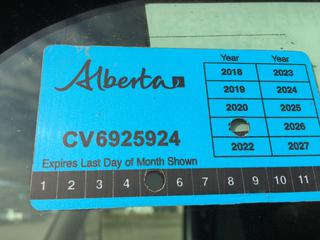 Alberta
Year Year
2018 2023
2019 2024
2020 2025
2026
2022 2027
CV6925924
Expires Last Day of Month Shown
1 2 3 4 6 7 8 9 10 11